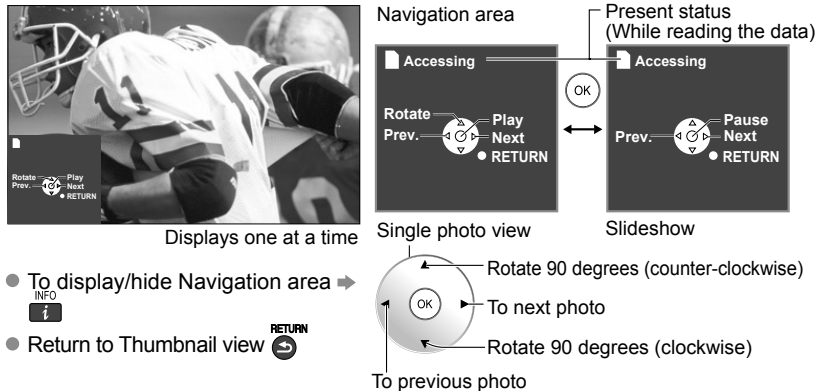 Rotate
Play
Prev.
Next
RETURN
Displays one at a time
● To display/hide Navigation area ➡
INFO
i
● Return to Thumbnail view
RETURN
Navigation area
Present status
(While reading the data)
Accessing
Rotate
Play
Prev.
Next
RETURN
Single photo view
OK
Accessing
Pause
Prev.
Next
RETURN
Slideshow
Rotate 90 degrees (counter-clockwise)
OK
To next photo
Rotate 90 degrees (clockwise)
To previous photo